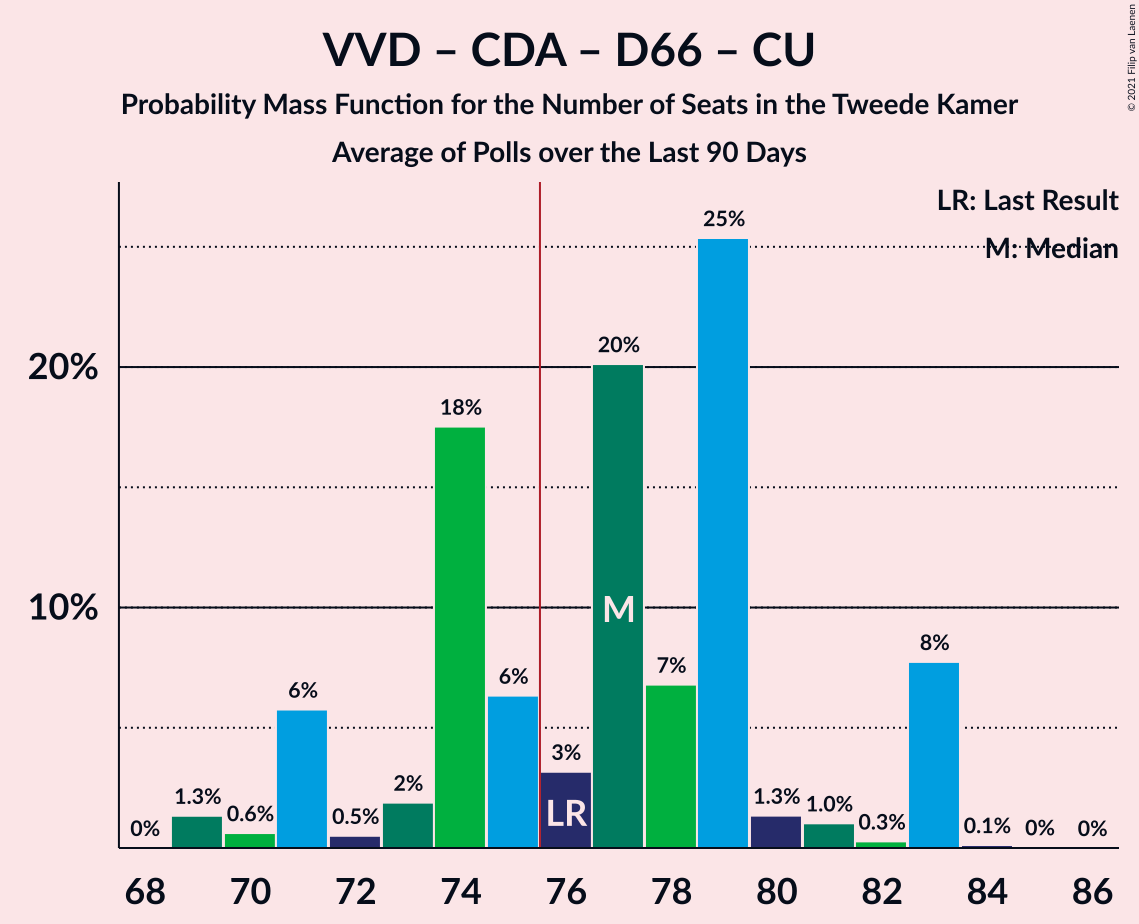 VVD – CDA – D66 – CU
Probability Mass Function for the Number of Seats in the Tweede Kamer
Average of Polls over the Last 90 Days
© 2021 Filip van Laenen
LR: Last Result
M: Median
25%
20%
20%
18%
10%
M
8%
7%
6%
6%
3%
2%
1.3%
0.6%
0.5%
LR
1.3%
1.0%
0.3%
0.1%
0%
0%
0%
68 70 72 74 76 78 80 82 84 86